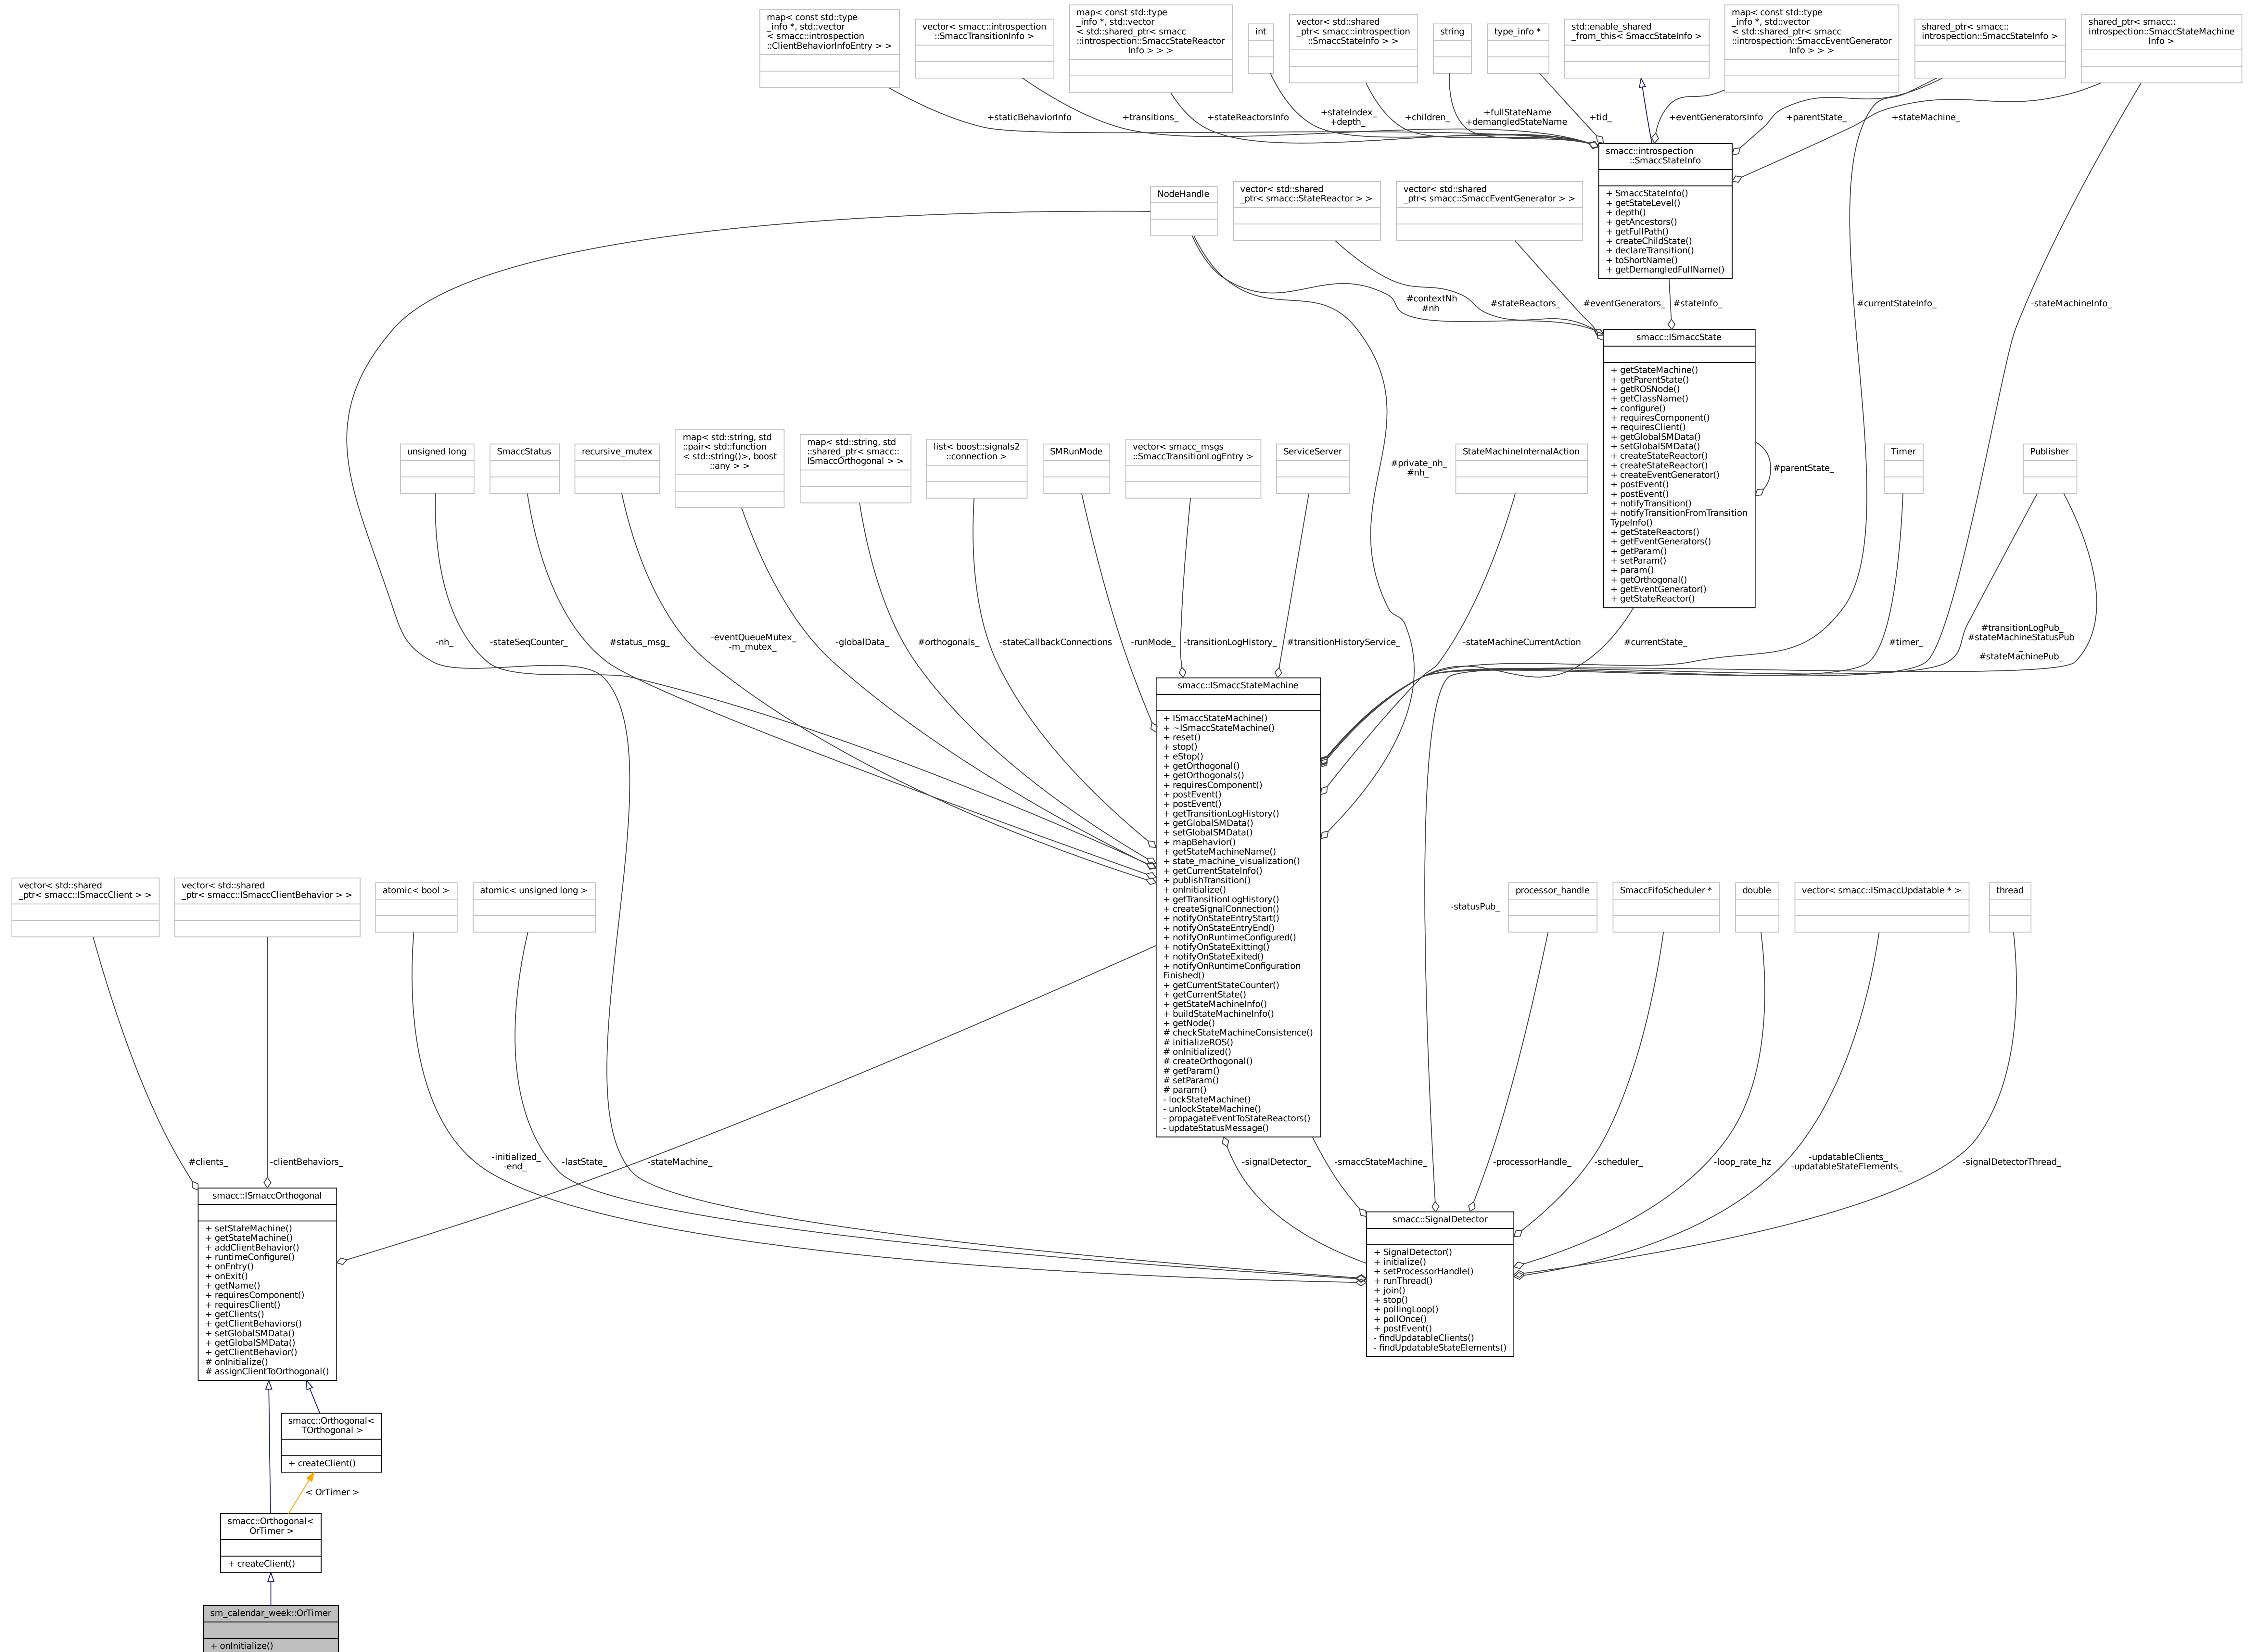 map< const std::type
_info *, std::vector
< smacc::introspection
::ClientBehaviorInfoEntry > >
vector< smacc::introspection
::SmaccTransitionInfo >
map< const std::type
_info *, std::vector
< std::shared_ptr< smacc
::introspection::SmaccStateReactor
Info > > >
int
vector< std::shared
_ptr< smacc::introspection
::SmaccStateInfo > >
string
type_info *
std::enable_shared
_from_this< SmaccStateInfo >
map< const std::type
_info *, std::vector
< std::shared_ptr< smacc
::introspection::SmaccEventGenerator
Info > > >
shared_ptr< smacc::
introspection::SmaccStateInfo >
shared_ptr< smacc::
introspection::SmaccStateMachine
Info >
+staticBehaviorInfo
+transitions_
+stateReactorsInfo
+stateIndex_
+depth_
+children_
+fullStateName
+demangledStateName
+tid_
+eventGeneratorsInfo
+parentState_
+stateMachine_
smacc::introspection
::SmaccStateInfo
+ SmaccStateInfo()
+ getStateLevel()
+ depth()
+ getAncestors()
+ getFullPath()
+ createChildState()
+ declareTransition()
+ toShortName()
+ getDemangledFullName()
NodeHandle
vector< std::shared
_ptr< smacc::StateReactor > >
vector< std::shared
_ptr< smacc::SmaccEventGenerator > >
#contextNh
#nh
#stateReactors_
#eventGenerators_
#stateInfo_
#currentStateInfo_
-stateMachineInfo_
smacc::ISmaccState
+ getStateMachine()
+ getParentState()
+ getROSNode()
+ getClassName()
+ configure()
+ requiresComponent()
+ requiresClient()
+ getGlobalSMData()
+ setGlobalSMData()
+ createStateReactor()
+ createStateReactor()
+ createEventGenerator()
+ postEvent()
+ postEvent()
+ notifyTransition()
+ notifyTransitionFromTransition
TypeInfo()
+ getStateReactors()
+ getEventGenerators()
+ getParam()
+ setParam()
+ param()
+ getOrthogonal()
+ getEventGenerator()
+ getStateReactor()
#parentState_
unsigned long
SmaccStatus
recursive_mutex
map< std::string, std
::pair< std::function
< std::string()>, boost
::any > >
map< std::string, std
::shared_ptr< smacc::
ISmaccOrthogonal > >
list< boost::signals2
::connection >
SMRunMode
vector< smacc_msgs
::SmaccTransitionLogEntry >
ServiceServer
#private_nh_
#nh_
StateMachineInternalAction
Timer
Publisher
-nh_
-stateSeqCounter_
#status_msg_
-eventQueueMutex_
-m_mutex_
-globalData_
#orthogonals_
-stateCallbackConnections
-runMode_
-transitionLogHistory_
#transitionHistoryService_
-stateMachineCurrentAction
#currentState_
#timer_
#transitionLogPub_
#stateMachineStatusPub
_
#stateMachinePub_
smacc::ISmaccStateMachine
+ ISmaccStateMachine()
+ ~ISmaccStateMachine()
+ reset()
+ stop()
+ eStop()
+ getOrthogonal()
+ getOrthogonals()
+ requiresComponent()
+ postEvent()
+ postEvent()
+ getTransitionLogHistory()
+ getGlobalSMData()
+ setGlobalSMData()
+ mapBehavior()
+ getStateMachineName()
+ state_machine_visualization()
+ getCurrentStateInfo()
+ publishTransition()
+ onInitialize()
+ getTransitionLogHistory()
+ createSignalConnection()
+ notifyOnStateEntryStart()
+ notifyOnStateEntryEnd()
+ notifyOnRuntimeConfigured()
+ notifyOnStateExitting()
+ notifyOnStateExited()
+ notifyOnRuntimeConfiguration
Finished()
+ getCurrentStateCounter()
+ getCurrentState()
+ getStateMachineInfo()
+ buildStateMachineInfo()
+ getNode()
# checkStateMachineConsistence()
# initializeROS()
# onInitialized()
# createOrthogonal()
# getParam()
# setParam()
# param()
- lockStateMachine()
- unlockStateMachine()
- propagateEventToStateReactors()
- updateStatusMessage()
vector< std::shared
_ptr< smacc::ISmaccClient > >
vector< std::shared
_ptr< smacc::ISmaccClientBehavior > >
atomic< bool >
atomic< unsigned long >
-statusPub_
processor_handle
SmaccFifoScheduler *
double
vector< smacc::ISmaccUpdatable * >
thread
#clients_
-clientBehaviors_
-initialized_
-end_
-lastState_
-stateMachine_
-signalDetector_
-smaccStateMachine_
-processorHandle_
-scheduler_
-loop_rate_hz
-updatableClients_
-updatableStateElements_
-signalDetectorThread_
smacc::ISmaccOrthogonal
+ setStateMachine()
+ getStateMachine()
+ addClientBehavior()
+ runtimeConfigure()
+ onEntry()
+ onExit()
+ getName()
+ requiresComponent()
+ requiresClient()
+ getClients()
+ getClientBehaviors()
+ setGlobalSMData()
+ getGlobalSMData()
+ getClientBehavior()
# onInitialize()
# assignClientToOrthogonal()
smacc::SignalDetector
+ SignalDetector()
+ initialize()
+ setProcessorHandle()
+ runThread()
+ join()
+ stop()
+ pollingLoop()
+ pollOnce()
+ postEvent()
- findUpdatableClients()
- findUpdatableStateElements()
smacc::Orthogonal<
TOrthogonal >
+ createClient()
< OrTimer >
smacc::Orthogonal<
OrTimer >
+ createClient()
sm_calendar_week::OrTimer
+ onInitialize()